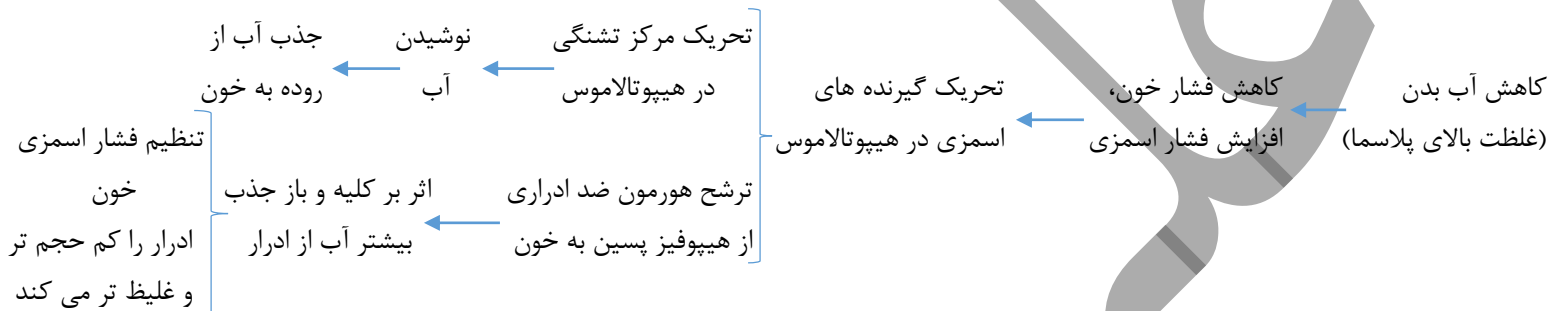 کاهش آب بدن
(غلظت بالای پلاسما)
کاهش فشار خون،
افزایش فشار اسمزی
تحریک گیرنده های
اسمزی در هیپوتالاموس
تحریک مرکز تشنگی
در هیپوتالاموس
نوشیدن
آب
جذب آب از
روده به خون
ترشح هورمون ضد ادراری
از هیپوفیز پسین به خون
اثر بر کلیه و باز جذب
بیشتر آب از ادرار
تنظیم فشار اسمزی
خون
ادرار را کم حجم تر
و غلیظ تر می کند